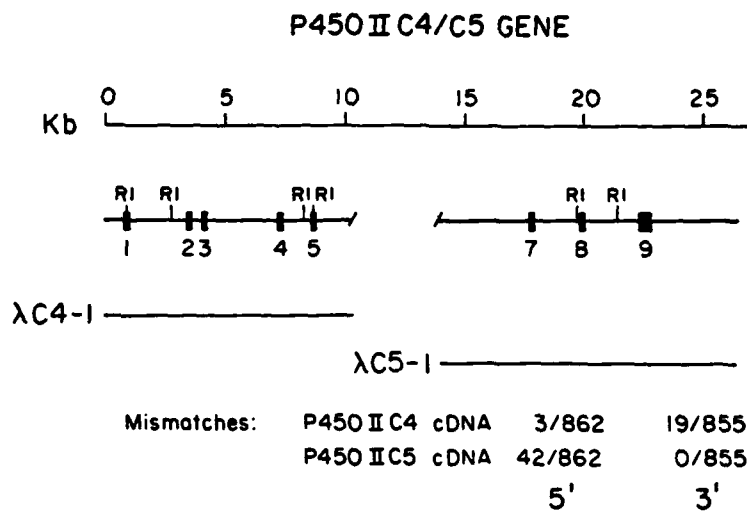 P450 II C4/C5 GENE
0 5 10 15 20 25
Kb
RI RI RI RI RI RI
1 2 3 4 5 7 8 9
λC4-1
λC5-1
Mismatches: P450 II C4 cDNA 3/862 19/855
P450 II C5 cDNA 42/862 0/855
5' 3'